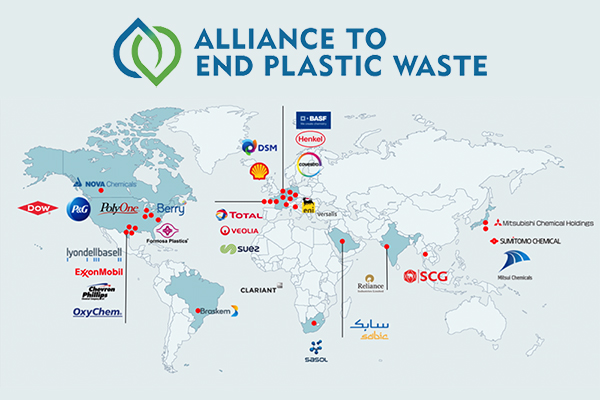 ALLIANCE TO
END PLASTIC WASTE
BASF
Henkel
covestro
DSM
Shell
eni
versalis
TOTAL
VEOLIA
suez
CLARIANT
NOVA Chemicals
DOW
P&G
PolyOne
Berry
Formosa Plastics®
lyondellbasell
ExxonMobil
Chevron
Phillips
OxyChem
Braskem
sasol
Reliance
سابك
sabic
SCG
Mitsubishi Chemical Holdings
SUMITOMO CHEMICAL
Mitsui Chemicals